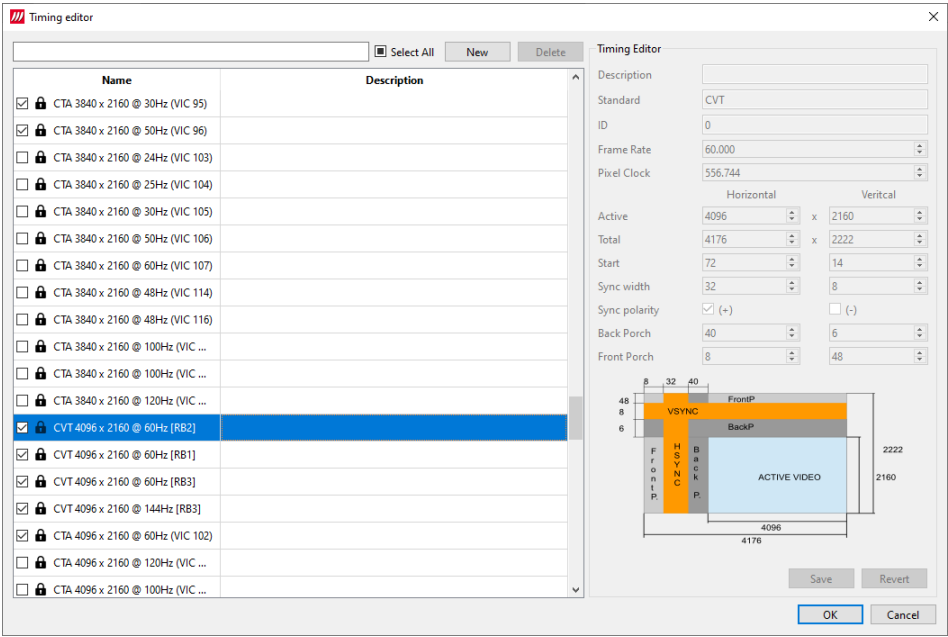 Timing editor
Select All New Delete
Name Description
CTA 3840 x 2160 @ 30Hz (VIC 95)
CTA 3840 x 2160 @ 50Hz (VIC 96)
CTA 3840 x 2160 @ 24Hz (VIC 103)
CTA 3840 x 2160 @ 25Hz (VIC 104)
CTA 3840 x 2160 @ 30Hz (VIC 105)
CTA 3840 x 2160 @ 50Hz (VIC 106)
CTA 3840 x 2160 @ 60Hz (VIC 107)
CTA 3840 x 2160 @ 48Hz (VIC 114)
CTA 3840 x 2160 @ 48Hz (VIC 116)
CTA 3840 x 2160 @ 100Hz (VIC ...
CTA 3840 x 2160 @ 100Hz (VIC ...
CTA 3840 x 2160 @ 120Hz (VIC ...
CVT 4096 x 2160 @ 60Hz [RB2]
CVT 4096 x 2160 @ 60Hz [RB1]
CVT 4096 x 2160 @ 60Hz [RB3]
CVT 4096 x 2160 @ 144Hz [RB3]
CTA 4096 x 2160 @ 60Hz (VIC 102)
CTA 4096 x 2160 @ 120Hz (VIC ...
CTA 4096 x 2160 @ 100Hz (VIC ...
Timing Editor
Description
Standard CVT
ID 0
Frame Rate 60.000
Pixel Clock 556.744
Horizontal Veritcal
Active 4096 x 2160
Total 4176 x 2222
Start 72 14
Sync width 32 8
Sync polarity (+) (-)
Back Porch 40 6
Front Porch 8 48
8 32 40
48 FrontP
8 VSYNC
6 BackP
Front P.
HSYNC
Back P.
ACTIVE VIDEO
2222
2160
4096
4176
Save Revert
OK Cancel